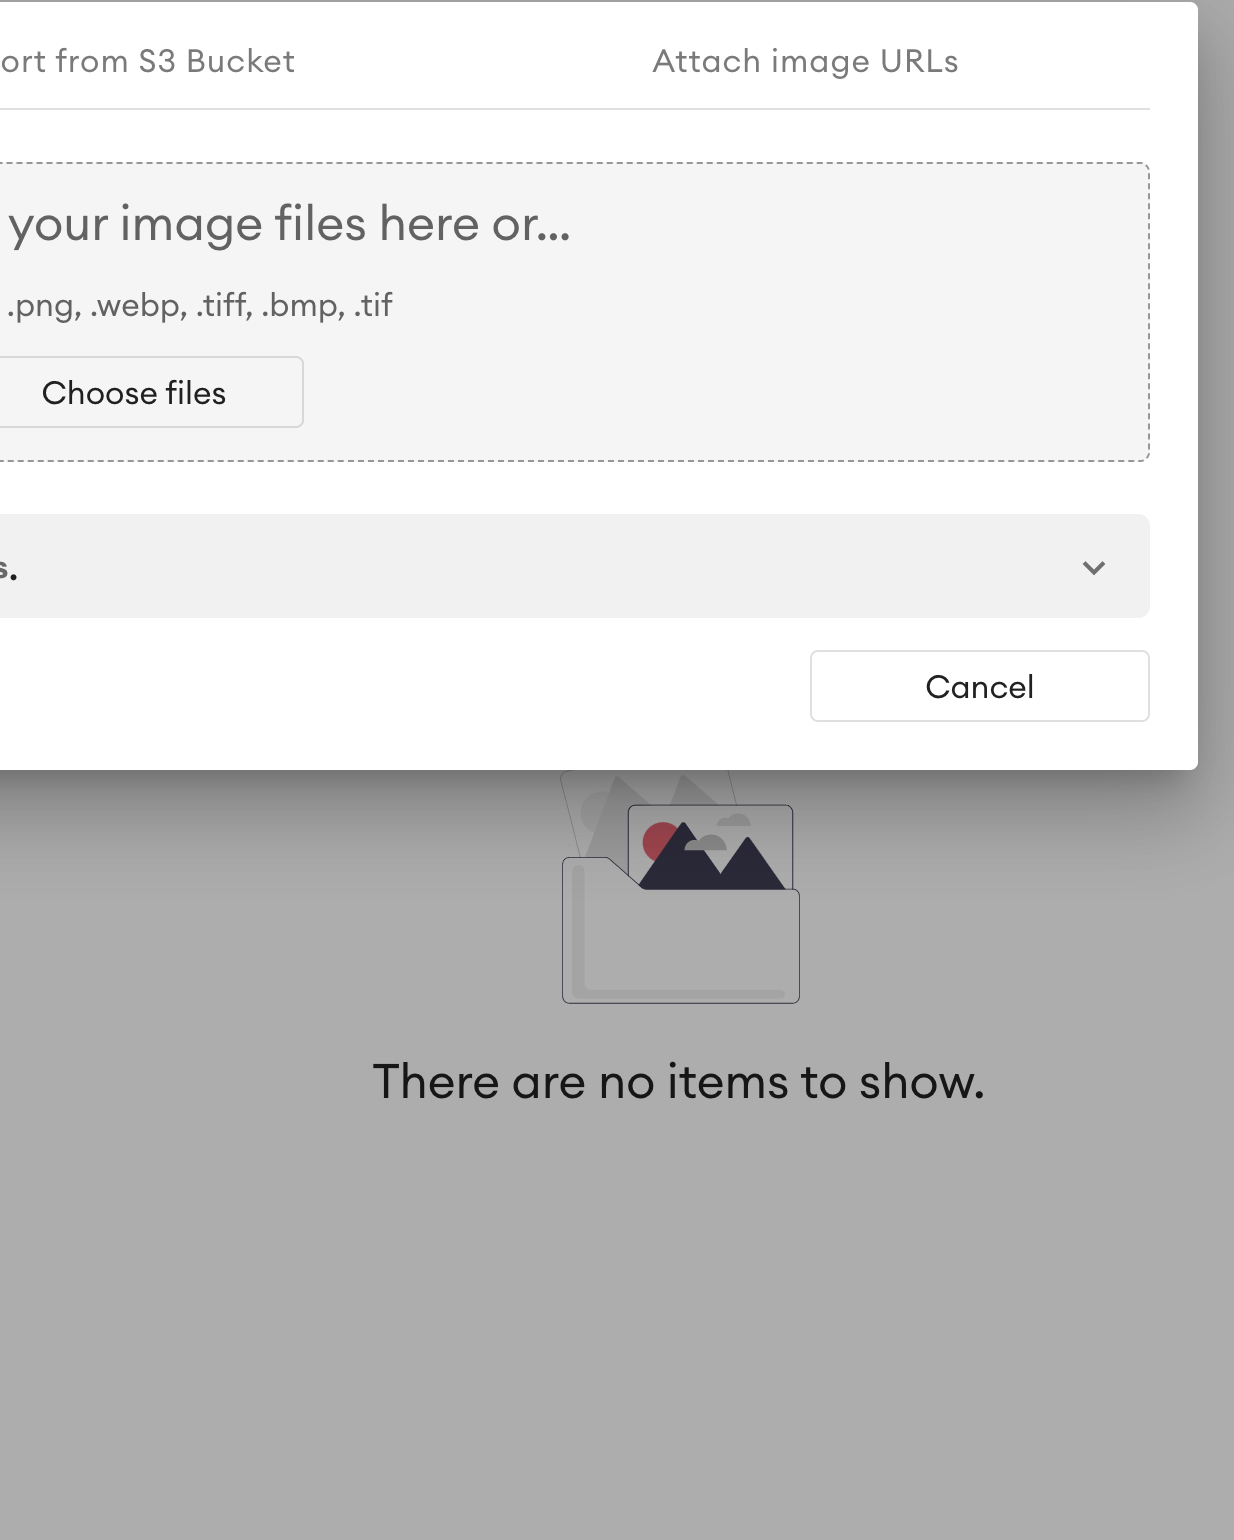 ort from S3 Bucket
Attach image URLs
your image files here or...
.png, .webp, .tiff, .bmp, .tif
Choose files
s.
Cancel
There are no items to show.